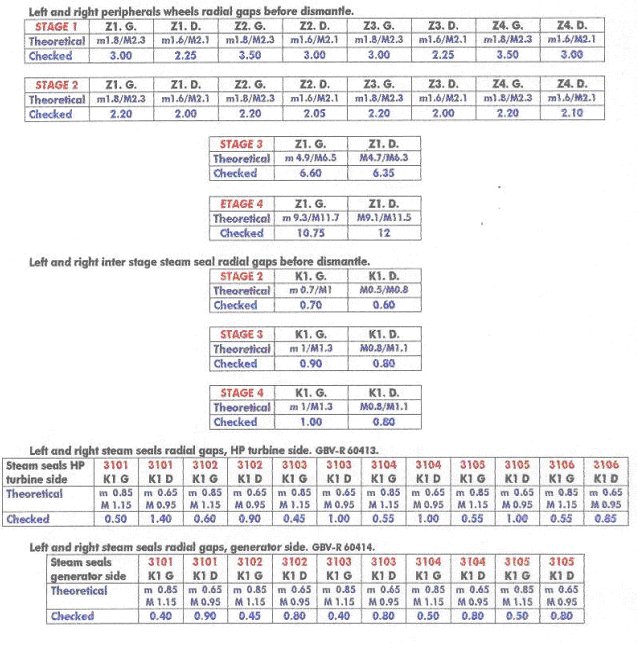 Left and right peripherals wheels radial gaps before dismantle.
STAGE 1 Z1. G. Z1. D. Z2. G. Z2. D. Z3. G. Z3. D. Z4. G. Z4. D.
Theoretical m1.8/M2.3 m1.6/M2.1 m1.8/M2.3 m1.6/M2.1 m1.8/M2.3 m1.6/M2.1 m1.8/M2.3 m1.6/M2.1
Checked 3.00 2.25 3.50 3.00 3.00 2.25 3.50 3.00
STAGE 2 Z1. G. Z1. D. Z2. G. Z2. D. Z3. G. Z3. D. Z4. G. Z4. D.
Theoretical m1.8/M2.3 m1.6/M2.1 m1.8/M2.3 m1.6/M2.1 m1.8/M2.3 m1.6/M2.1 m1.8/M2.3 m1.6/M2.1
Checked 2.20 2.00 2.20 2.05 2.20 2.00 2.20 2.10
STAGE 3 Z1. G. Z1. D.
Theoretical m 4.9/M6.5 M4.7/M6.3
Checked 6.60 6.35
ETAGE 4 Z1. G. Z1. D.
Theoretical m 9.3/M11.7 M9.1/M11.5
Checked 10.75 12
Left and right inter stage steam seal radial gaps before dismantle.
STAGE 2 K1. G. K1. D.
Theoretical m 0.7/M1 M0.5/M0.8
Checked 0.70 0.60
STAGE 3 K1. G. K1. D.
Theoretical m 1/M1.3 M0.8/M1.1
Checked 0.90 0.80
STAGE 4 K1. G. K1. D.
Theoretical m 1/M1.3 M0.8/M1.1
Checked 1.00 0.80
Left and right steam seals radial gaps, HP turbine side. GBV-R 60413.
Steam seals HP 3101 3101 3102 3102 3103 3103 3104 3104 3105 3105 3106 3106
turbine side K1 G K1 D K1 G K1 D K1 G K1 D K1 G K1 D K1 G K1 D K1 G K1 D
Theoretical m 0.85 m 0.65 m 0.85 m 0.65 m 0.85 m 0.65 m 0.85 m 0.65 m 0.85 m 0.65 m 0.85 m 0.65
M 1.15 M 0.95 M 1.15 M 0.95 M 1.15 M 0.95 M 1.15 M 0.95 M 1.15 M 0.95 M 1.15 M 0.95
Checked 0.50 1.40 0.60 0.90 0.45 1.00 0.55 1.00 0.55 1.00 0.55 0.85
Left and right steam seals radial gaps, generator side. GBV-R 60414.
Steam seals 3101 3101 3102 3102 3103 3103 3104 3104 3105 3105
generator side K1 G K1 D K1 G K1 D K1 G K1 D K1 G K1 D K1 G K1 D
Theoretical m 0.85 m 0.65 m 0.85 m 0.65 m 0.85 m 0.65 m 0.85 m 0.65 m 0.85 m 0.65
M 1.15 M 0.95 M 1.15 M 0.95 M 1.15 M 0.95 M 1.15 M 0.95 M 1.15 M 0.95
Checked 0.40 0.90 0.45 0.80 0.40 0.80 0.50 0.80 0.50 0.80